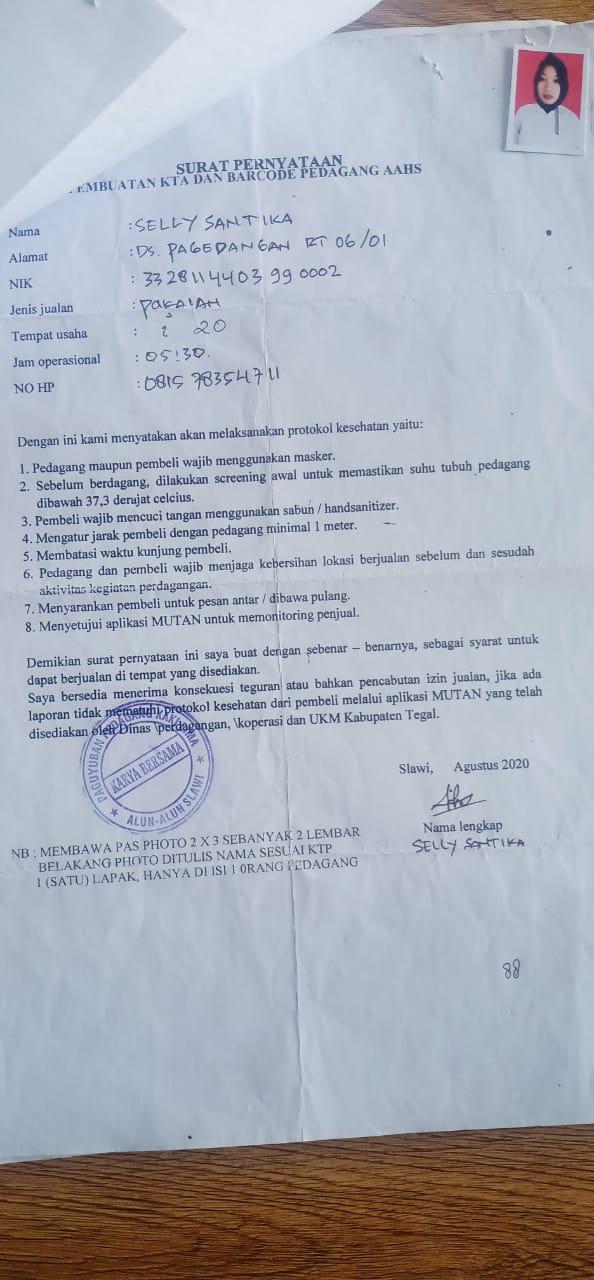 SURAT PERNYATAAN
EMBUATAN KTA DAN BARCODE PEDAGANG AAHS
Nama : SELLY SANTIKA
Alamat : DS. PAGEDANGAN RT 06/01
NIK : 3328114403 99 0002
Jenis jualan : PAKAIAN
Tempat usaha : 20
Jam operasional : 05:30.
NO HP : 0815 78354711
Dengan ini kami menyatakan akan melaksanakan protokol kesehatan yaitu:
1. Pedagang maupun pembeli wajib menggunakan masker.
2. Sebelum berdagang, dilakukan screening awal untuk memastikan suhu tubuh pedagang
dibawah 37,3 derajat celcius.
3. Pembeli wajib mencuci tangan menggunakan sabun / handsanitizer.
4. Mengatur jarak pembeli dengan pedagang minimal 1 meter.
5. Membatasi waktu kunjung pembeli.
6. Pedagang dan pembeli wajib menjaga kebersihan lokasi berjualan sebelum dan sesudah
aktivitas kegiatan perdagangan.
7. Menyarankan pembeli untuk pesan antar / dibawa pulang.
8. Menyetujui aplikasi MUTAN untuk memonitoring penjual.
Demikian surat pernyataan ini saya buat dengan sebenar – benarnya, sebagai syarat untuk
dapat berjualan di tempat yang disediakan.
Saya bersedia menerima konsekuesi teguran atau bahkan pencabutan izin jualan, jika ada
laporan tidak mematuhi protokol kesehatan dari pembeli melalui aplikasi MUTAN yang telah
disediakan oleh Dinas \perdagangan, \koperasi dan UKM Kabupaten Tegal.
PAGUYUBAN PEDAGANG KAKI LIMA
KARYA BERSAMA
ALUN-ALUN SLAWI
Slawi, Agustus 2020
Nama lengkap
SELLY SANTIKA
NB : MEMBAWA PAS PHOTO 2 X 3 SEBANYAK 2 LEMBAR
BELAKANG PHOTO DITULIS NAMA SESUAI KTP
1 (SATU) LAPAK, HANYA DI ISI 1 0RANG PEDAGANG
88